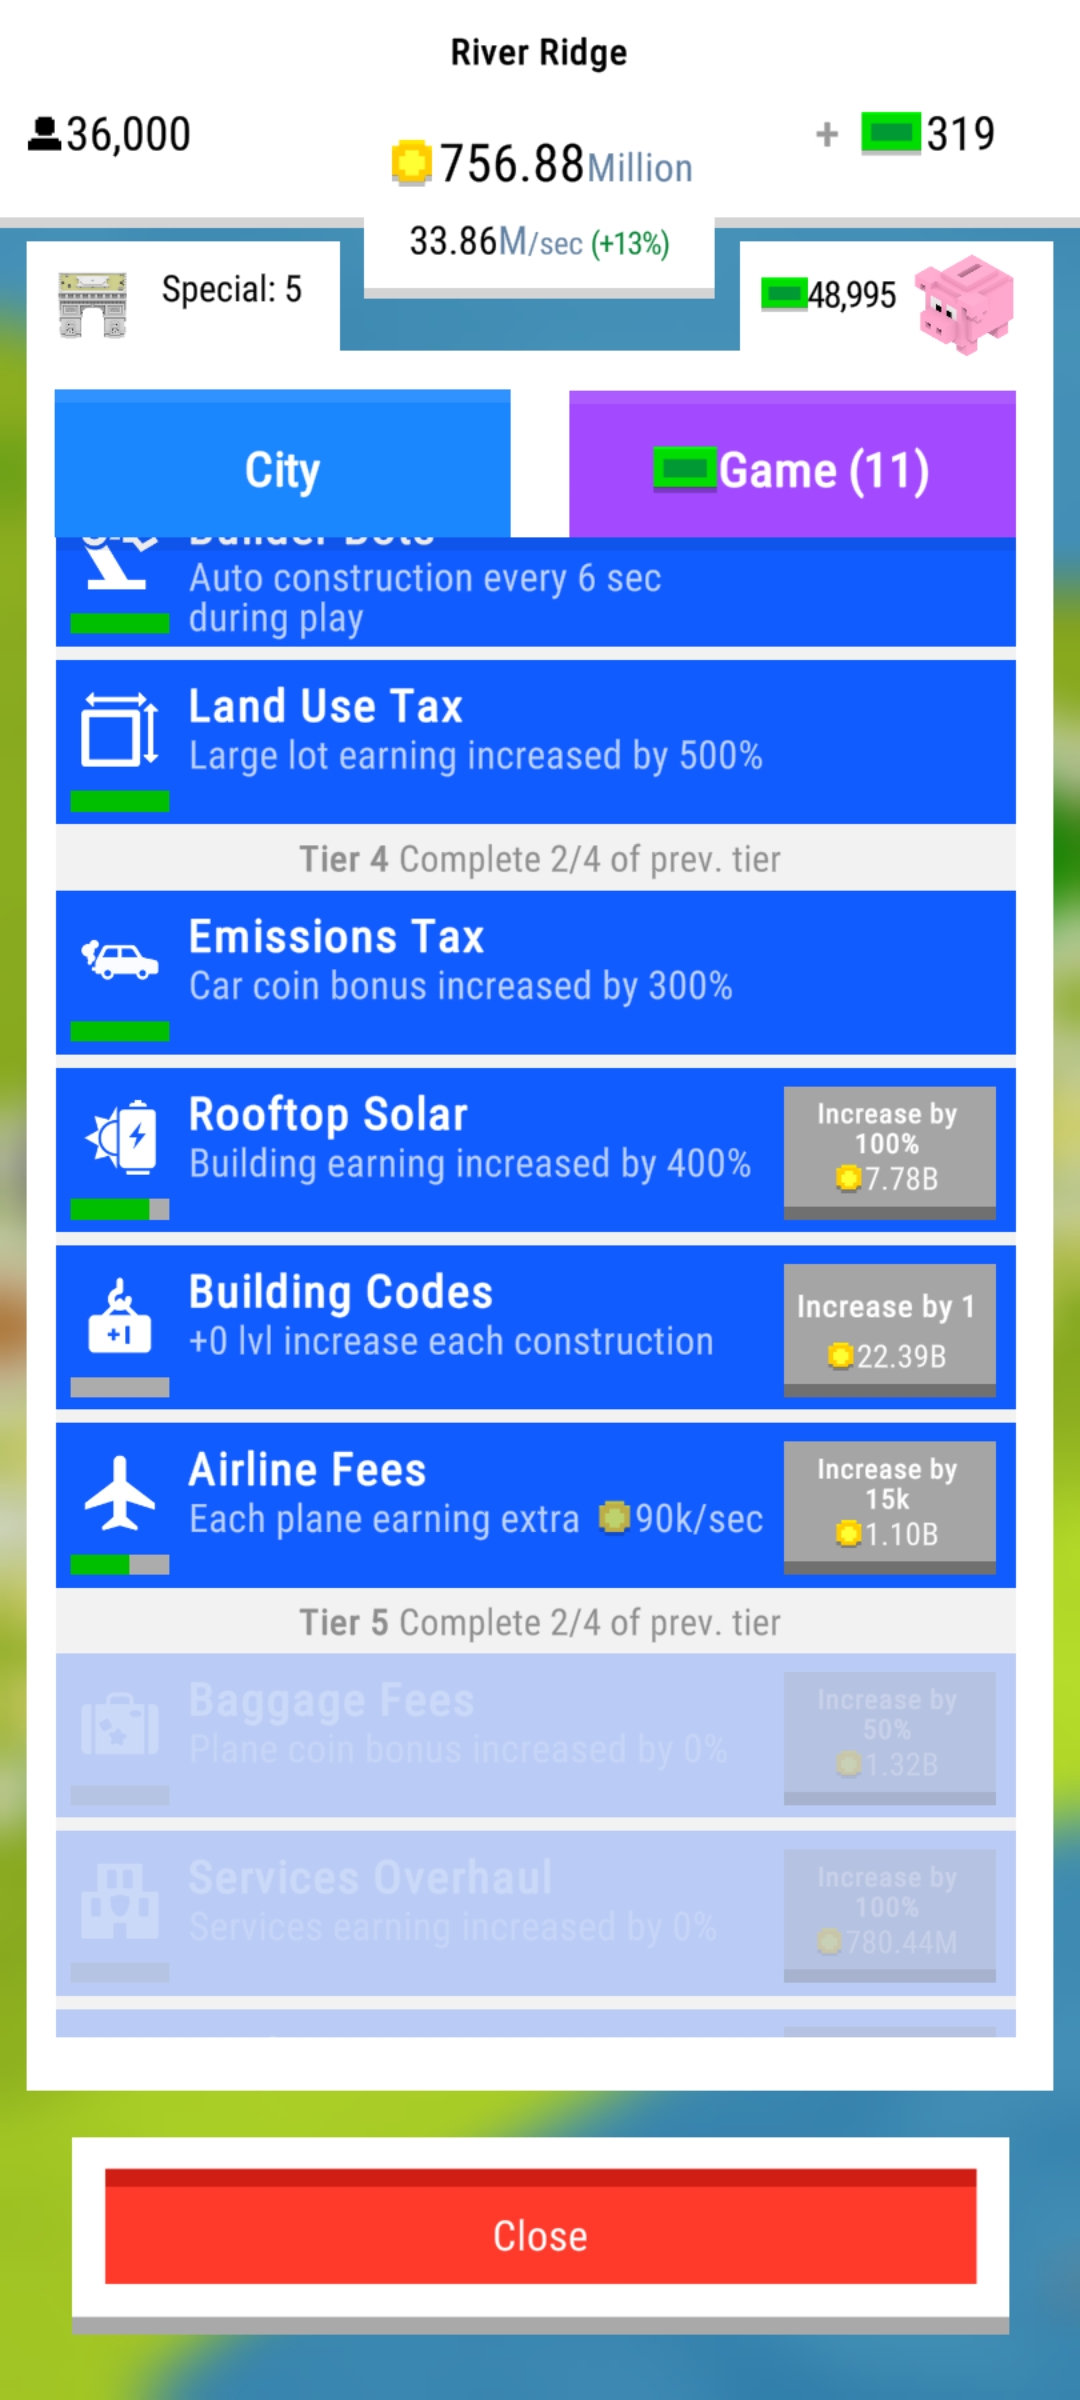 River Ridge
36,000
+ 319
756.88Million
33.86M/sec (+13%)
Special: 5
48,995
City
Game (11)
Builder Bots
Auto construction every 6 sec
during play
Land Use Tax
Large lot earning increased by 500%
Tier 4 Complete 2/4 of prev. tier
Emissions Tax
Car coin bonus increased by 300%
Rooftop Solar
Building earning increased by 400%
Increase by
100%
7.78B
Building Codes
+0 lvl increase each construction
+1
Increase by 1
22.39B
Airline Fees
Each plane earning extra 90k/sec
Increase by
15k
1.10B
Tier 5 Complete 2/4 of prev. tier
Baggage Fees
Plane coin bonus increased by 0%
Increase by
50%
1.32B
Services Overhaul
Services earning increased by 0%
Increase by
100%
780.44M
Close